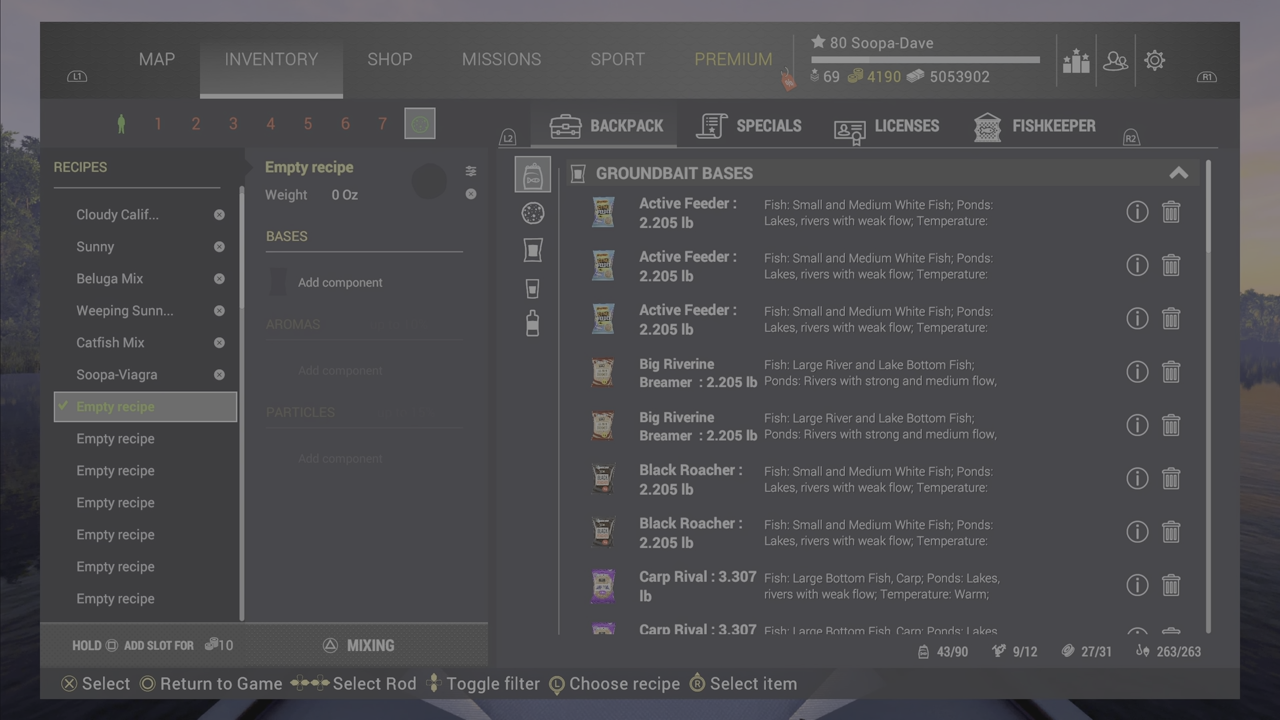 L1
MAP
INVENTORY
SHOP
MISSIONS
SPORT
PREMIUM
80 Soopa-Dave
69 4190 5053902
R1
1 2 3 4 5 6 7
L2
BACKPACK
SPECIALS
LICENSES
FISHKEEPER
R2
RECIPES
Cloudy Calif...
Sunny
Beluga Mix
Weeping Sunn...
Catfish Mix
Soopa-Viagra
Empty recipe
Empty recipe
Empty recipe
Empty recipe
Empty recipe
Empty recipe
Empty recipe
HOLD ADD SLOT FOR 10
Empty recipe
Weight 0 Oz
BASES
Add component
AROMAS
Add component
PARTICLES
Add component
MIXING
GROUNDBAIT BASES
Active Feeder :
2.205 lb
Fish: Small and Medium White Fish; Ponds:
Lakes, rivers with weak flow; Temperature:
Active Feeder :
2.205 lb
Fish: Small and Medium White Fish; Ponds:
Lakes, rivers with weak flow; Temperature:
Active Feeder :
2.205 lb
Fish: Small and Medium White Fish; Ponds:
Lakes, rivers with weak flow; Temperature:
Big Riverine
Breamer : 2.205 lb
Fish: Large River and Lake Bottom Fish;
Ponds: Rivers with strong and medium flow,
Big Riverine
Breamer : 2.205 lb
Fish: Large River and Lake Bottom Fish;
Ponds: Rivers with strong and medium flow,
Black Roacher :
2.205 lb
Fish: Small and Medium White Fish; Ponds:
Lakes, rivers with weak flow; Temperature:
Black Roacher :
2.205 lb
Fish: Small and Medium White Fish; Ponds:
Lakes, rivers with weak flow; Temperature:
Carp Rival : 3.307
lb
Fish: Large Bottom Fish, Carp; Ponds: Lakes,
rivers with weak flow; Temperature: Warm;
Carp Rival : 3.307
Fish: Large Bottom Fish, Carp; Ponds: Lakes,
43/90 9/12 27/31 263/263
Select
Return to Game
Select Rod
Toggle filter
L Choose recipe
R Select item